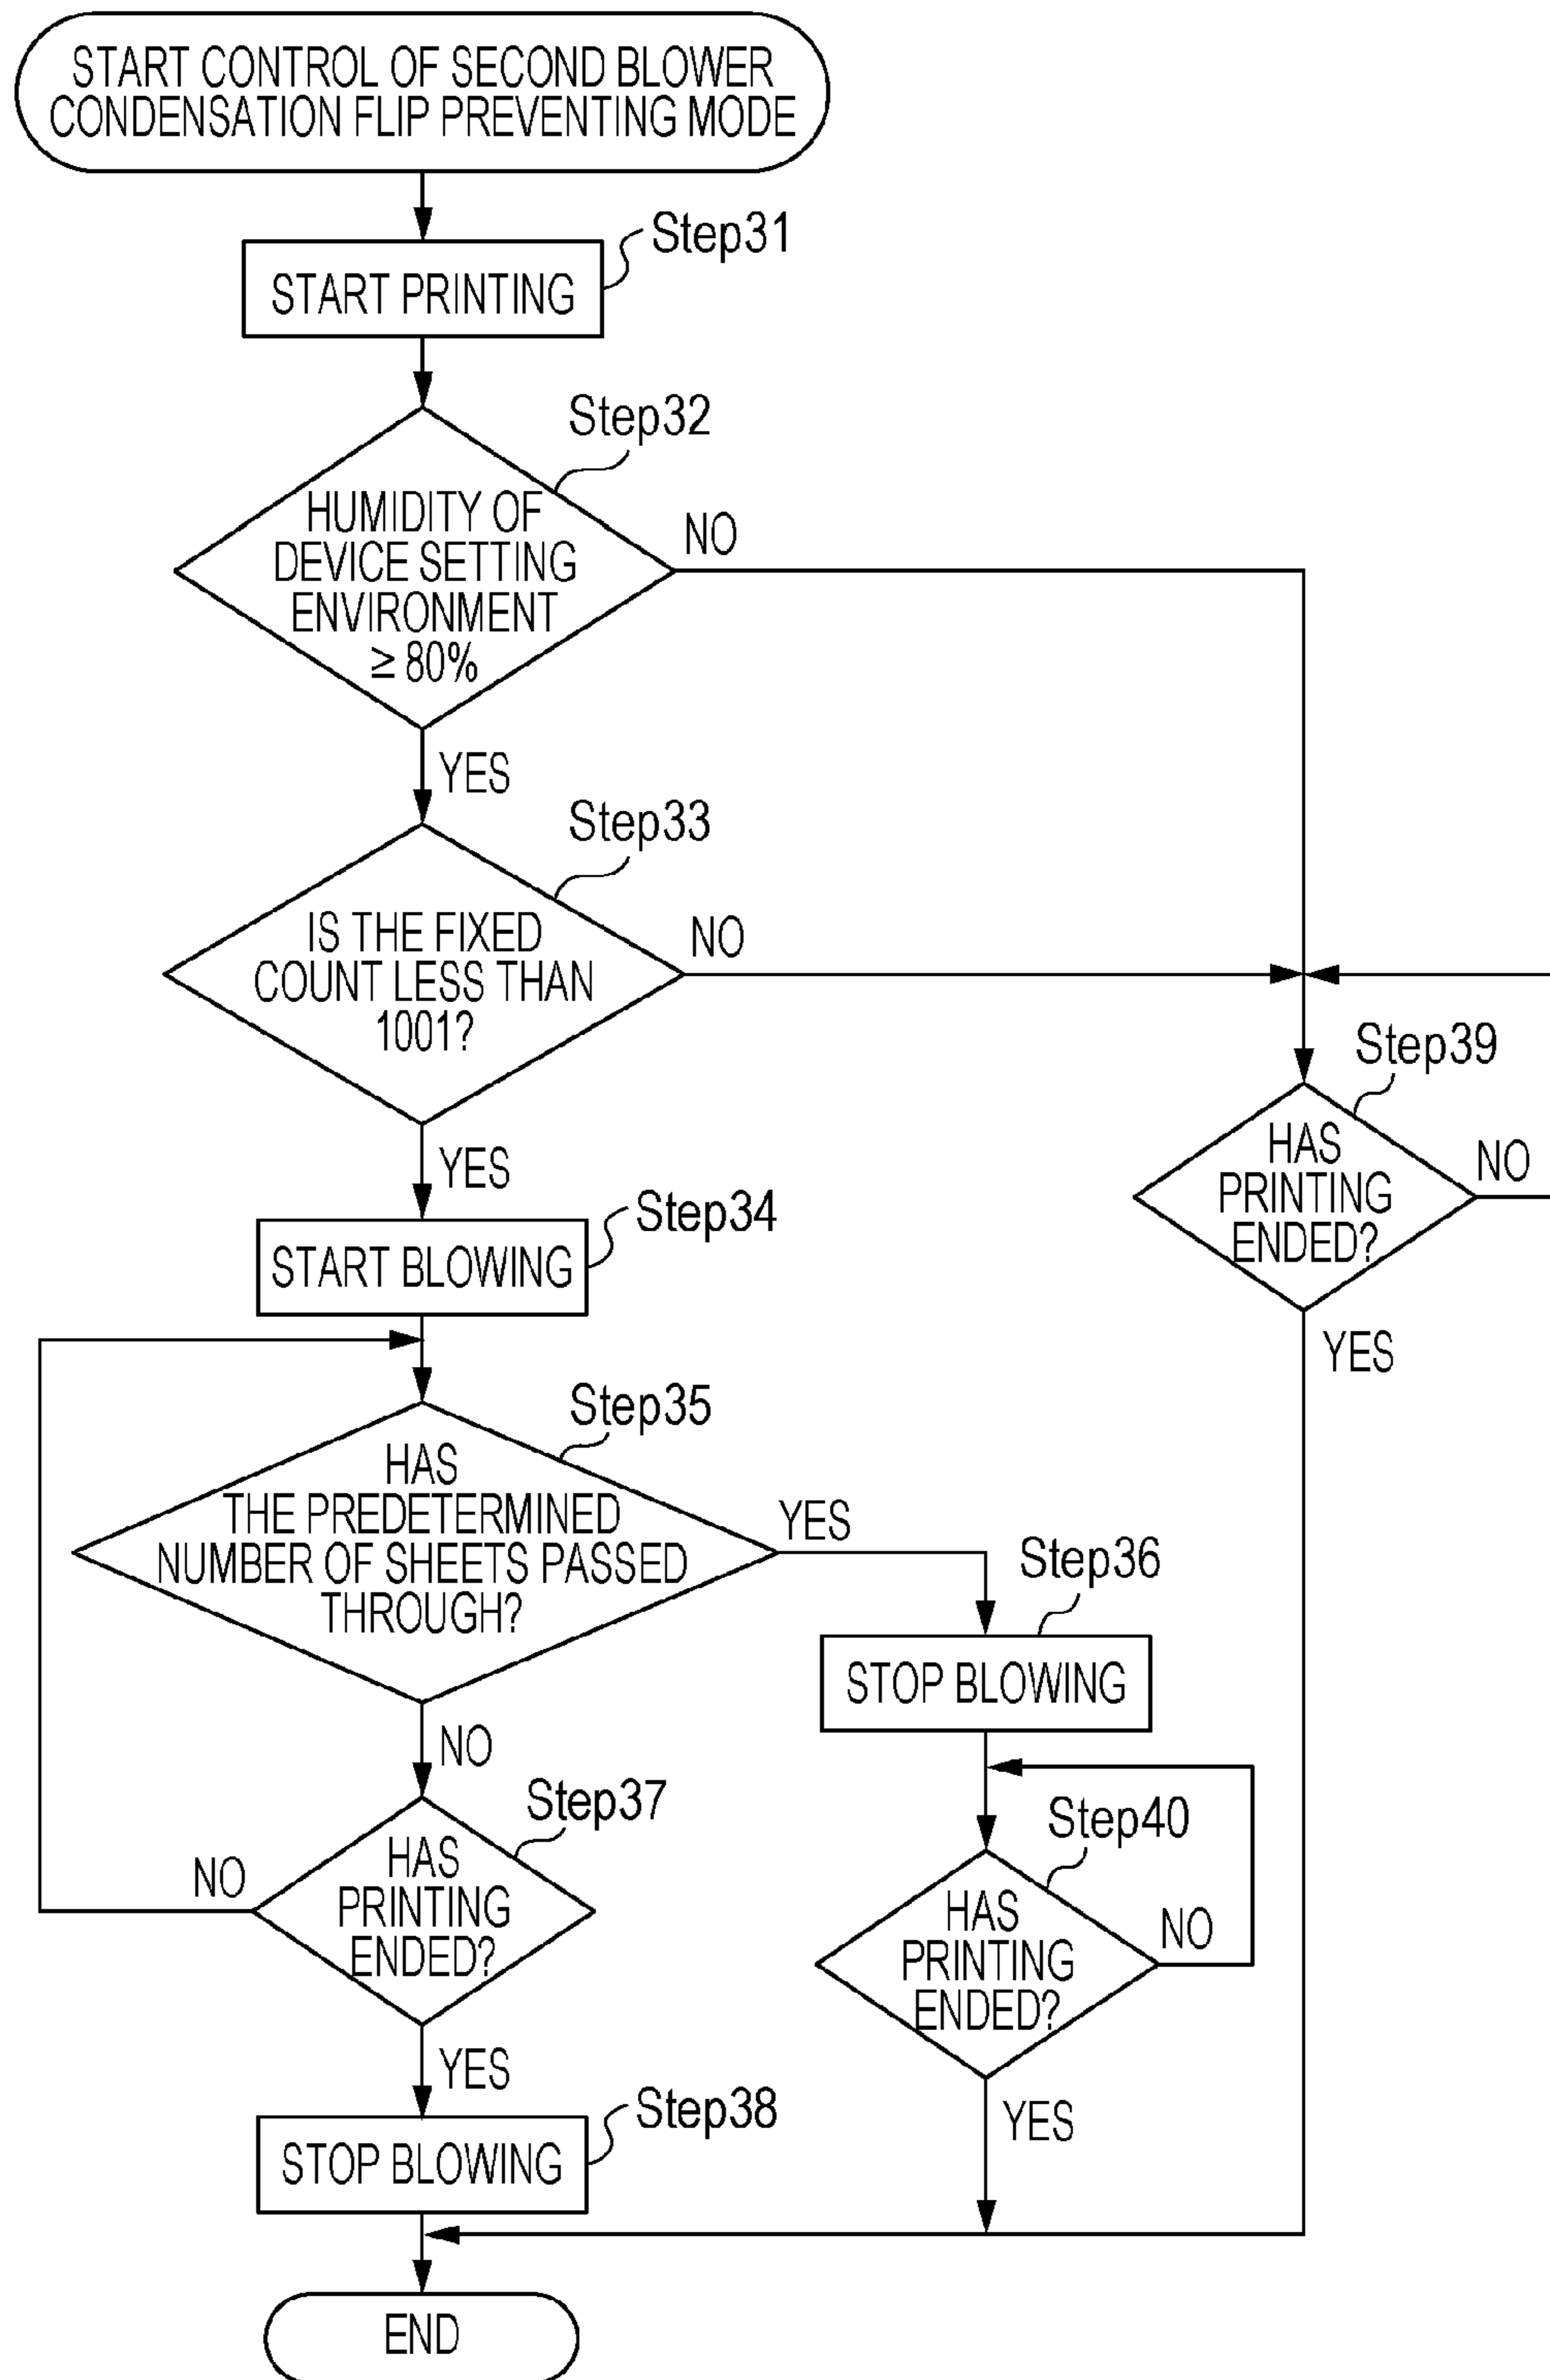 START CONTROL OF SECOND BLOWER
CONDENSATION FLIP PREVENTING MODE
Step31
START PRINTING
Step32
HUMIDITY OF
DEVICE SETTING
ENVIRONMENT
≥ 80%
NO
YES
Step33
IS THE FIXED
COUNT LESS THAN
1001?
NO
YES
Step39
HAS
PRINTING
ENDED?
NO
YES
Step34
START BLOWING
Step35
HAS
THE PREDETERMINED
NUMBER OF SHEETS PASSED
THROUGH?
YES
NO
Step36
STOP BLOWING
Step37
HAS
PRINTING
ENDED?
NO
YES
Step40
HAS
PRINTING
ENDED?
NO
YES
Step38
STOP BLOWING
END